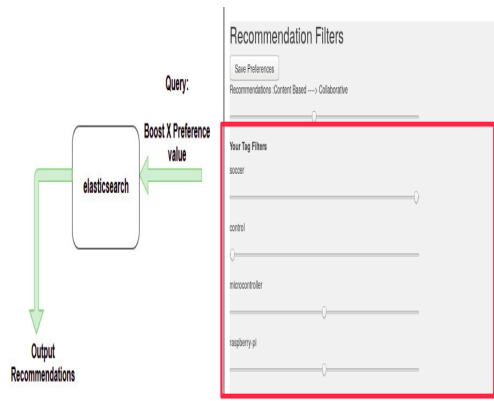 Recommendation Filters
Save Preferences
Recommendations :Content Based ----> Collaborative
Your Tag Filters
soccer
control
microcontroller
raspberry-pi
Query:
Boost X Preference
value
elasticsearch
Output
Recommendations